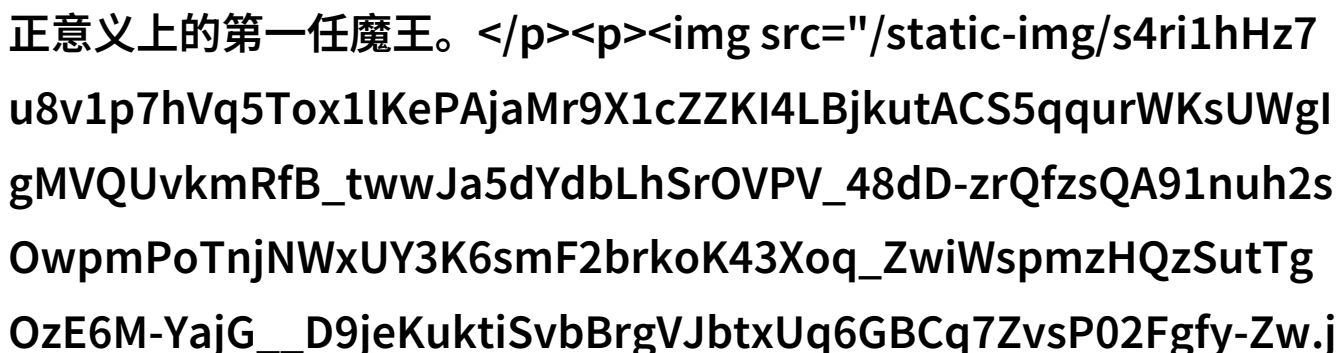 正意义上的第一任魔王。</p><p><img src="/static-img/s4ri1hHz7
u8v1p7hVq5Tox1lKePAjaMr9X1cZZKI4LBjkutACS5qqurWKsUWgI
gMVQUvkmRfB_twwJa5dYdbLhSrOVPV_48dD-zrQfzsQA91nuh2s
OwpmPoTnjNWxUY3K6smF2brkoK43Xoq_ZwiWspmzHQzSutTg
OzE6M-YajG__D9jeKuktiSvbBrgVJbtxUq6GBCq7ZvsP02Fgfy-Zw.j